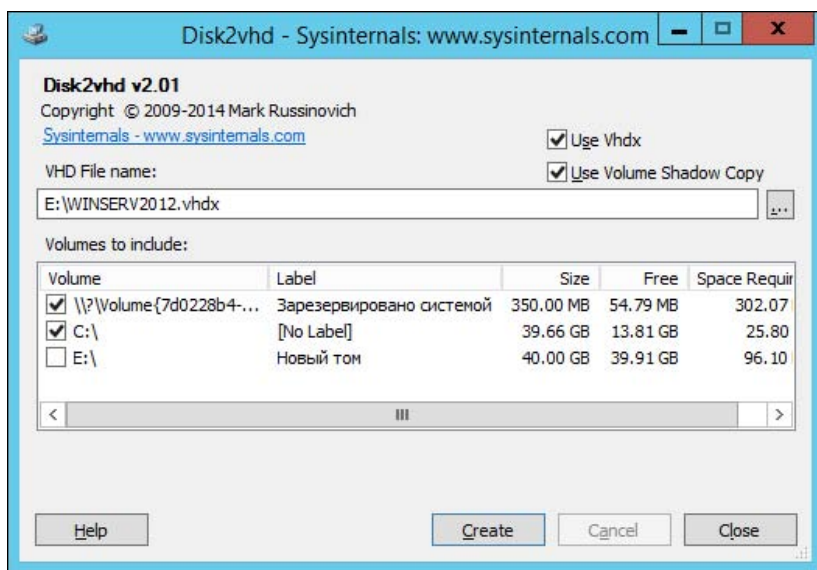 Disk2vhd - Sysinternals: www.sysinternals.com
Disk2vhd v2.01
Copyright © 2009-2014 Mark Russinovich
Sysinternals - www.sysinternals.com
Use Vhdx
VHD File name:
Use Volume Shadow Copy
E:\WINSERV2012.vhdx
...
Volumes to include:
Volume Label Size Free Space Requir
\\?\Volume{7d0228b4-... Зарезервировано системой 350.00 MB 54.79 MB 302.07
C:\ [No Label] 39.66 GB 13.81 GB 25.80
E:\ Новый том 40.00 GB 39.91 GB 96.10
Help Create Cancel Close